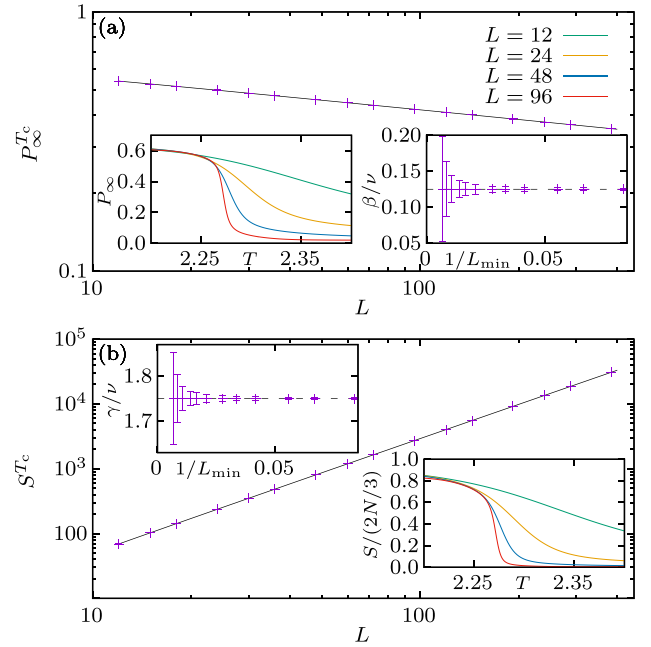 (a)
1
0.1
P∞^Tc
10
100
L
L = 12
L = 24
L = 48
L = 96
P∞
0.6
0.4
0.2
0.0
2.25
T
2.35
β/ν
0.20
0.15
0.10
0.05
0
1/Lmin
0.05
(b)
S^Tc
10^5
10^4
10^3
100
10
10
100
L
γ/ν
1.8
1.7
0
1/Lmin
0.05
S/(2N/3)
1.0
0.8
0.6
0.4
0.2
0.0
2.25
T
2.35